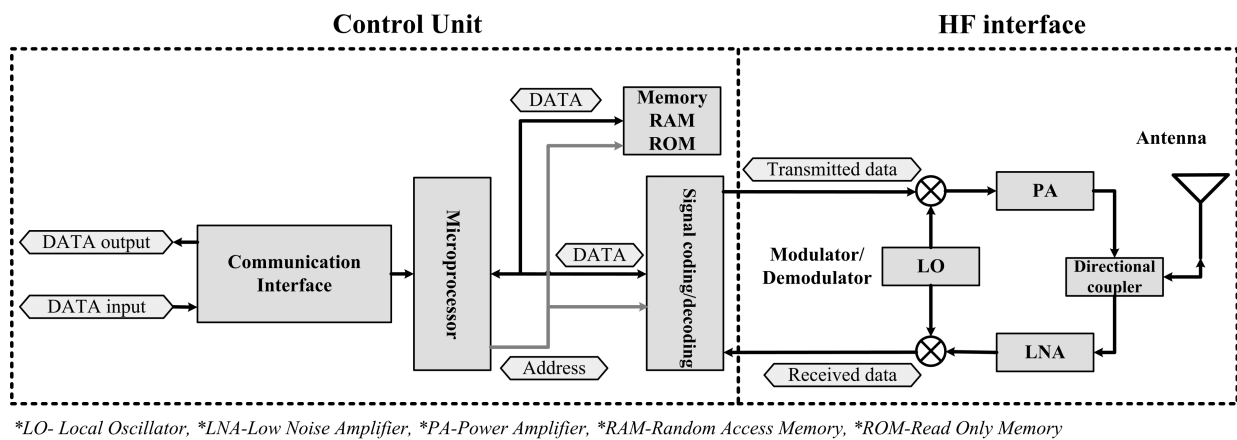 Control Unit
HF interface
DATA
Memory
RAM
ROM
Antenna
Transmitted data
PA
Microprocessor
Signal coding/decoding
DATA output
Communication
Interface
DATA
Modulator/
Demodulator
LO
Directional
coupler
DATA input
LNA
Address
Received data
*LO- Local Oscillator, *LNA-Low Noise Amplifier, *PA-Power Amplifier, *RAM-Random Access Memory, *ROM-Read Only Memory